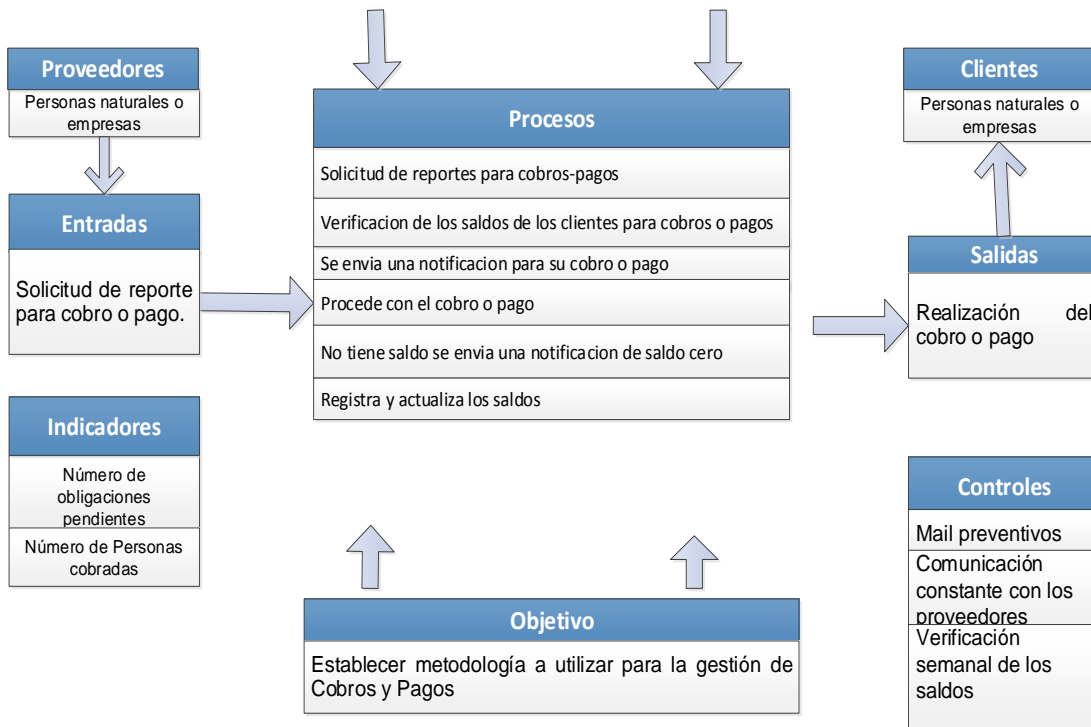 Proveedores
Personas naturales o
empresas
Entradas
Solicitud de reporte
para cobro o pago.
Indicadores
Número de
obligaciones
pendientes
Número de Personas
cobradas
Procesos
Solicitud de reportes para cobros-pagos
Verificacion de los saldos de los clientes para cobros o pagos
Se envia una notificacion para su cobro o pago
Procede con el cobro o pago
No tiene saldo se envia una notificacion de saldo cero
Registra y actualiza los saldos
Objetivo
Establecer metodología a utilizar para la gestión de
Cobros y Pagos
Clientes
Personas naturales o
empresas
Salidas
Realización del
cobro o pago
Controles
Mail preventivos
Comunicación
constante con los
proveedores
Verificación
semanal de los
saldos